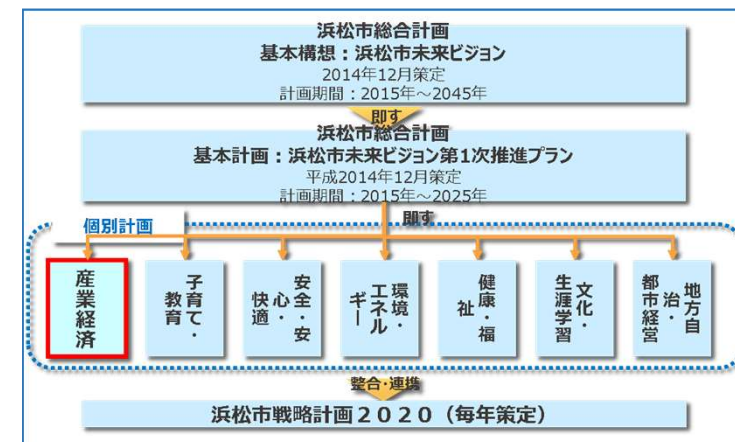 浜松市総合計画
基本構想：浜松市未来ビジョン
2014年12月策定
計画期間：2015年～2045年
即す
浜松市総合計画
基本計画：浜松市未来ビジョン第1次推進プラン
平成2014年12月策定
計画期間：2015年～2025年
即す
個別計画
産業経済
子育て・
教育
安全・安
心・
快適
環境・
エネル
ギー
健康・福
祉
文化・
生涯学習
地方自
治・
都市経営
整合・連携
浜松市戦略計画２０２０（毎年策定）